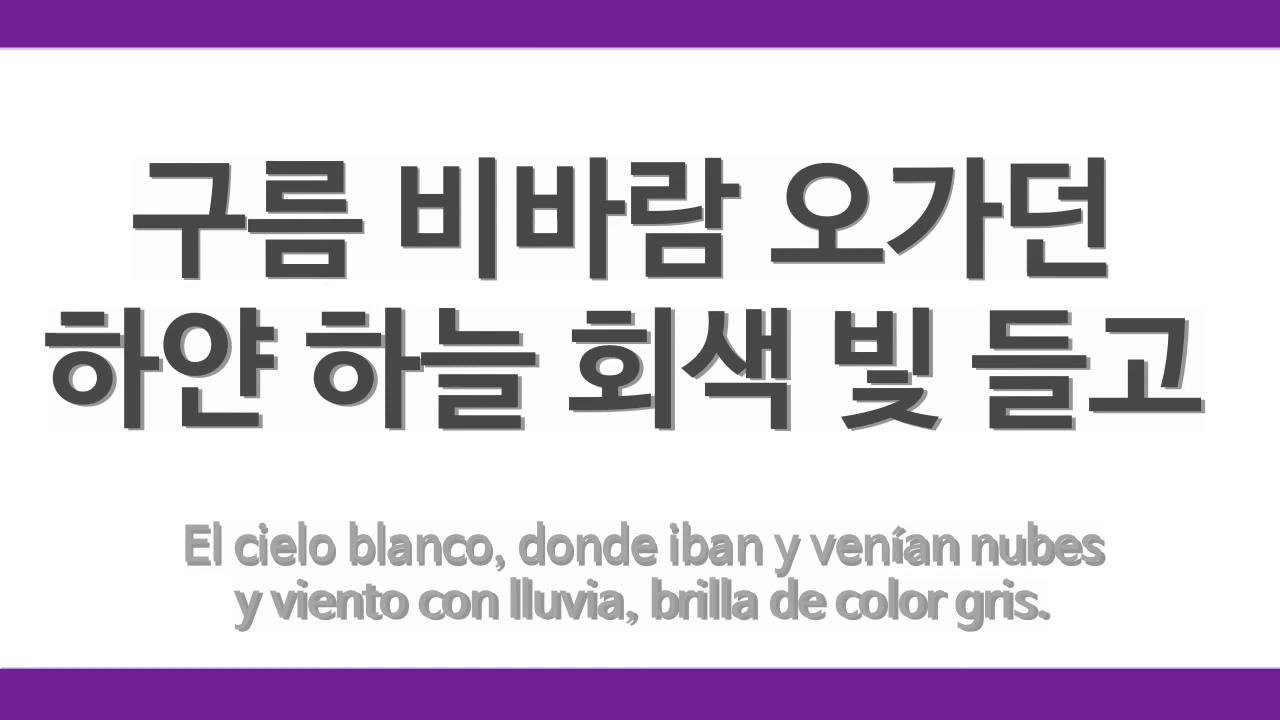 구름 비바람 오가던
하얀 하늘 회색 빛 들고
El cielo blanco, donde iban y venían nubes
y viento con lluvia, brilla de color gris.